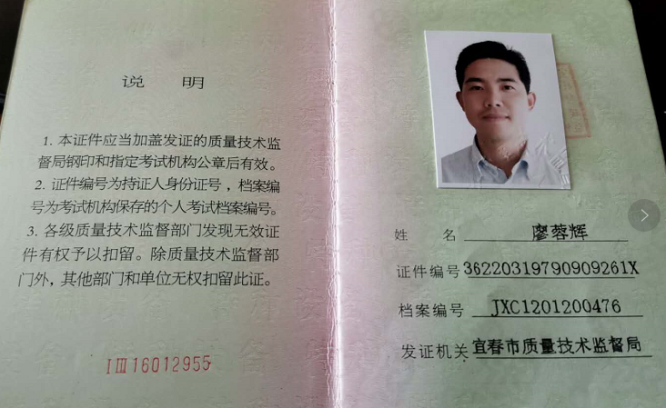 说 明
1. 本证件应当加盖发证的质量技术监
督局钢印和指定考试机构公章后有效。
2. 证件编号为持证人身份证号，档案编
号为考试机构保存的个人考试档案编号。
3. 各级质量技术监督部门发现无效证
件有权予以扣留。除质量技术监督部
门外，其他部门和单位无权扣留此证。
IⅢ16012955
姓 名 廖蓉辉
证件编号 36220319790909261X
档案编号 JXC1201200476
发证机关 宜春市质量技术监督局